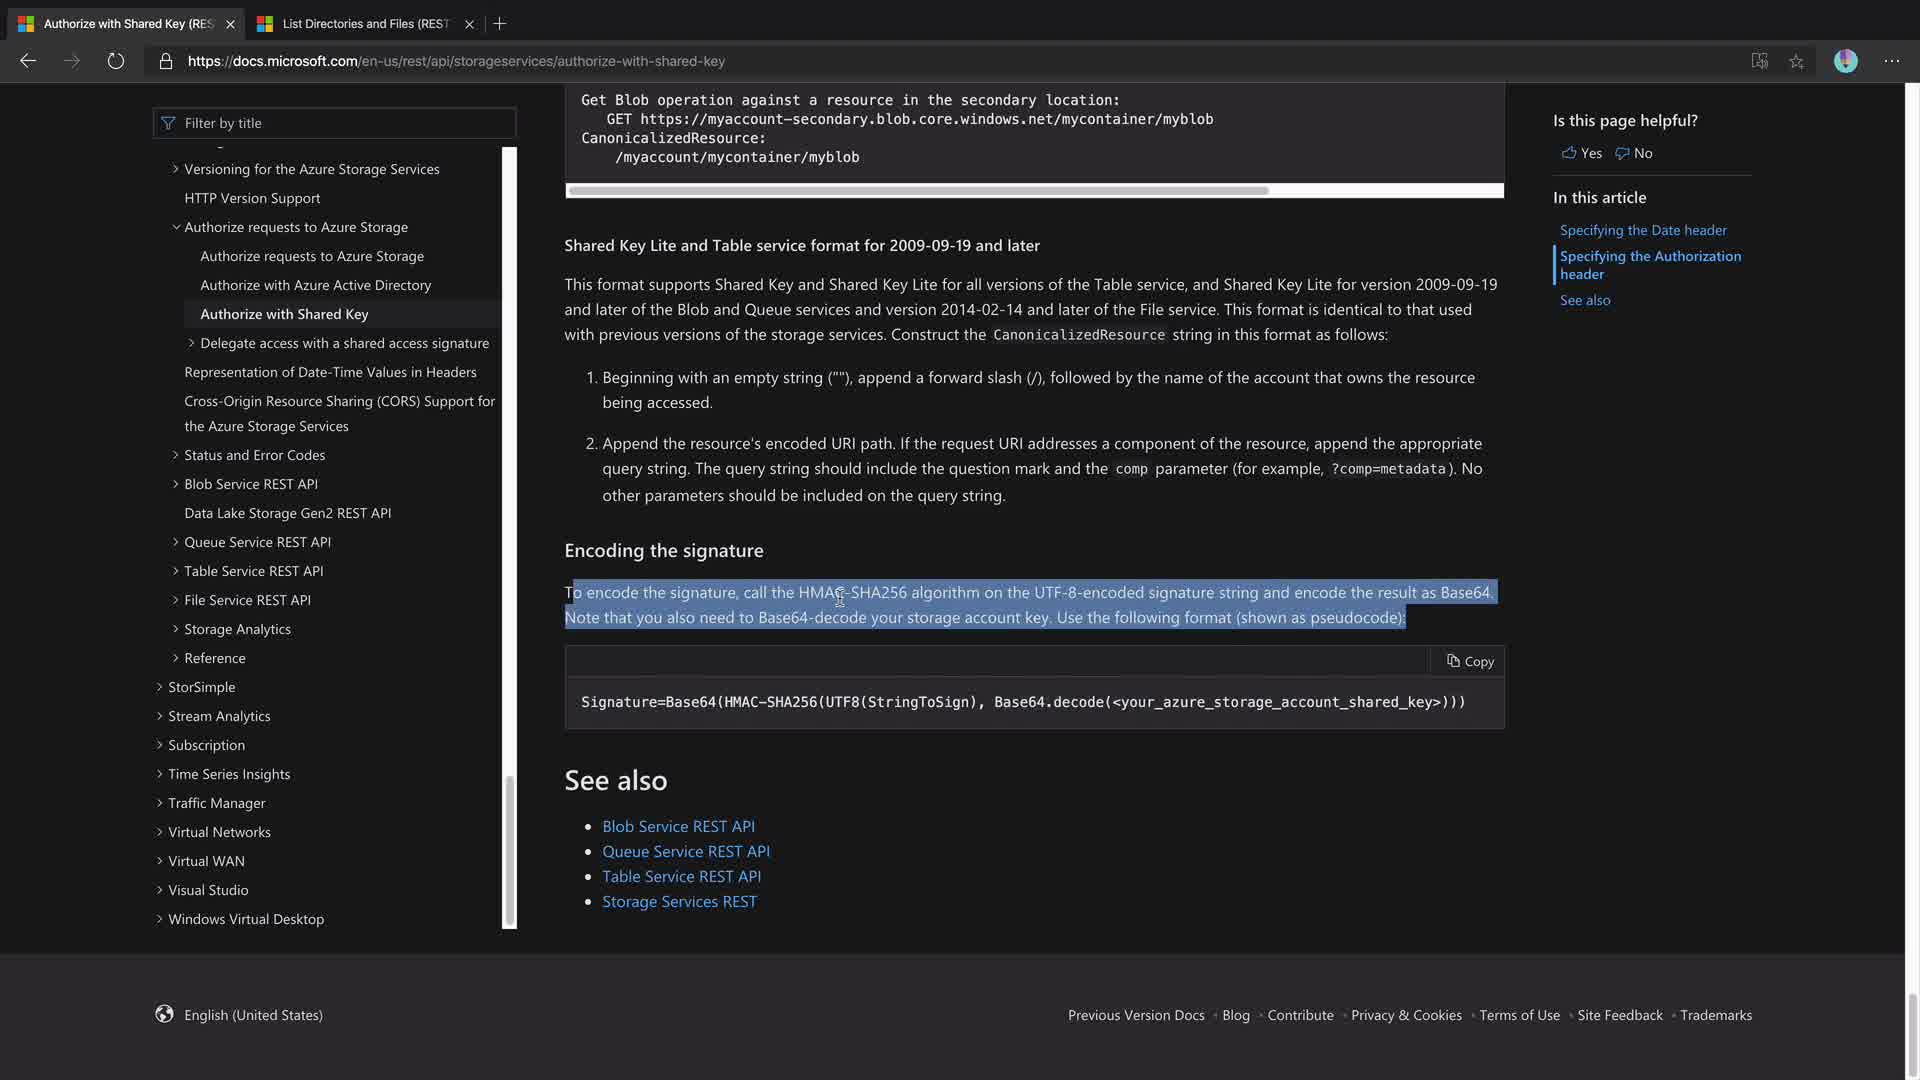 Authorize with Shared Key (RES
List Directories and Files (REST
https://docs.microsoft.com/en-us/rest/api/storageservices/authorize-with-shared-key
Filter by title
Versioning for the Azure Storage Services
HTTP Version Support
Authorize requests to Azure Storage
Authorize requests to Azure Storage
Authorize with Azure Active Directory
Authorize with Shared Key
Delegate access with a shared access signature
Representation of Date-Time Values in Headers
Cross-Origin Resource Sharing (CORS) Support for
the Azure Storage Services
Status and Error Codes
Blob Service REST API
Data Lake Storage Gen2 REST API
Queue Service REST API
Table Service REST API
File Service REST API
Storage Analytics
Reference
StorSimple
Stream Analytics
Subscription
Time Series Insights
Traffic Manager
Virtual Networks
Virtual WAN
Visual Studio
Windows Virtual Desktop
Get Blob operation against a resource in the secondary location:
GET https://myaccount-secondary.blob.core.windows.net/mycontainer/myblob
CanonicalizedResource:
/myaccount/mycontainer/myblob
Shared Key Lite and Table service format for 2009-09-19 and later
This format supports Shared Key and Shared Key Lite for all versions of the Table service, and Shared Key Lite for version 2009-09-19
and later of the Blob and Queue services and version 2014-02-14 and later of the File service. This format is identical to that used
with previous versions of the storage services. Construct the CanonicalizedResource string in this format as follows:
1. Beginning with an empty string (""), append a forward slash (/), followed by the name of the account that owns the resource
being accessed.
2. Append the resource's encoded URI path. If the request URI addresses a component of the resource, append the appropriate
query string. The query string should include the question mark and the comp parameter (for example, ?comp=metadata). No
other parameters should be included on the query string.
Encoding the signature
To encode the signature, call the HMAC-SHA256 algorithm on the UTF-8-encoded signature string and encode the result as Base64.
Note that you also need to Base64-decode your storage account key. Use the following format (shown as pseudocode):
Copy
Signature=Base64(HMAC-SHA256(UTF8(StringToSign), Base64.decode(<your_azure_storage_account_shared_key>)))
See also
Blob Service REST API
Queue Service REST API
Table Service REST API
Storage Services REST
Is this page helpful?
Yes No
In this article
Specifying the Date header
Specifying the Authorization
header
See also
English (United States)
Previous Version Docs • Blog • Contribute • Privacy & Cookies • Terms of Use • Site Feedback • Trademarks